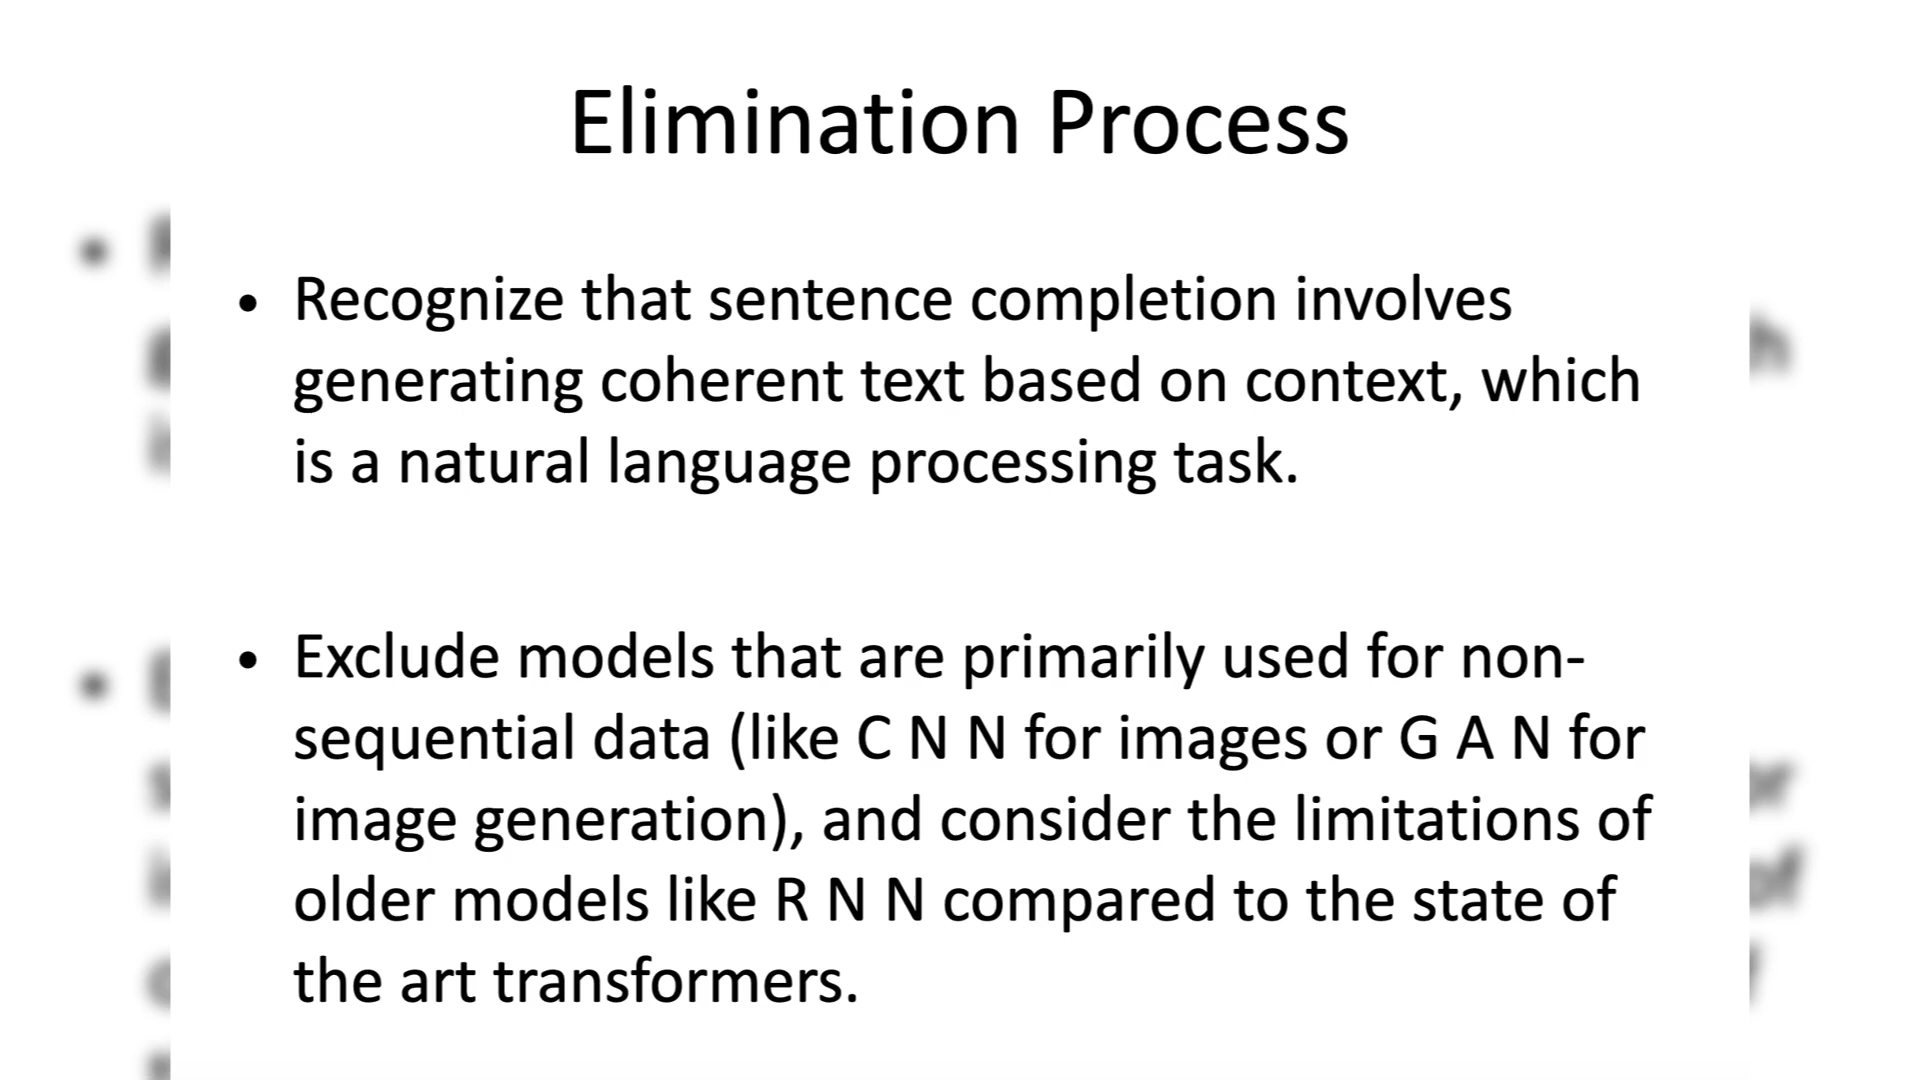 Elimination Process
• Recognize that sentence completion involves
generating coherent text based on context, which
is a natural language processing task.
• Exclude models that are primarily used for non-
sequential data (like C N N for images or G A N for
image generation), and consider the limitations of
older models like R N N compared to the state of
the art transformers.